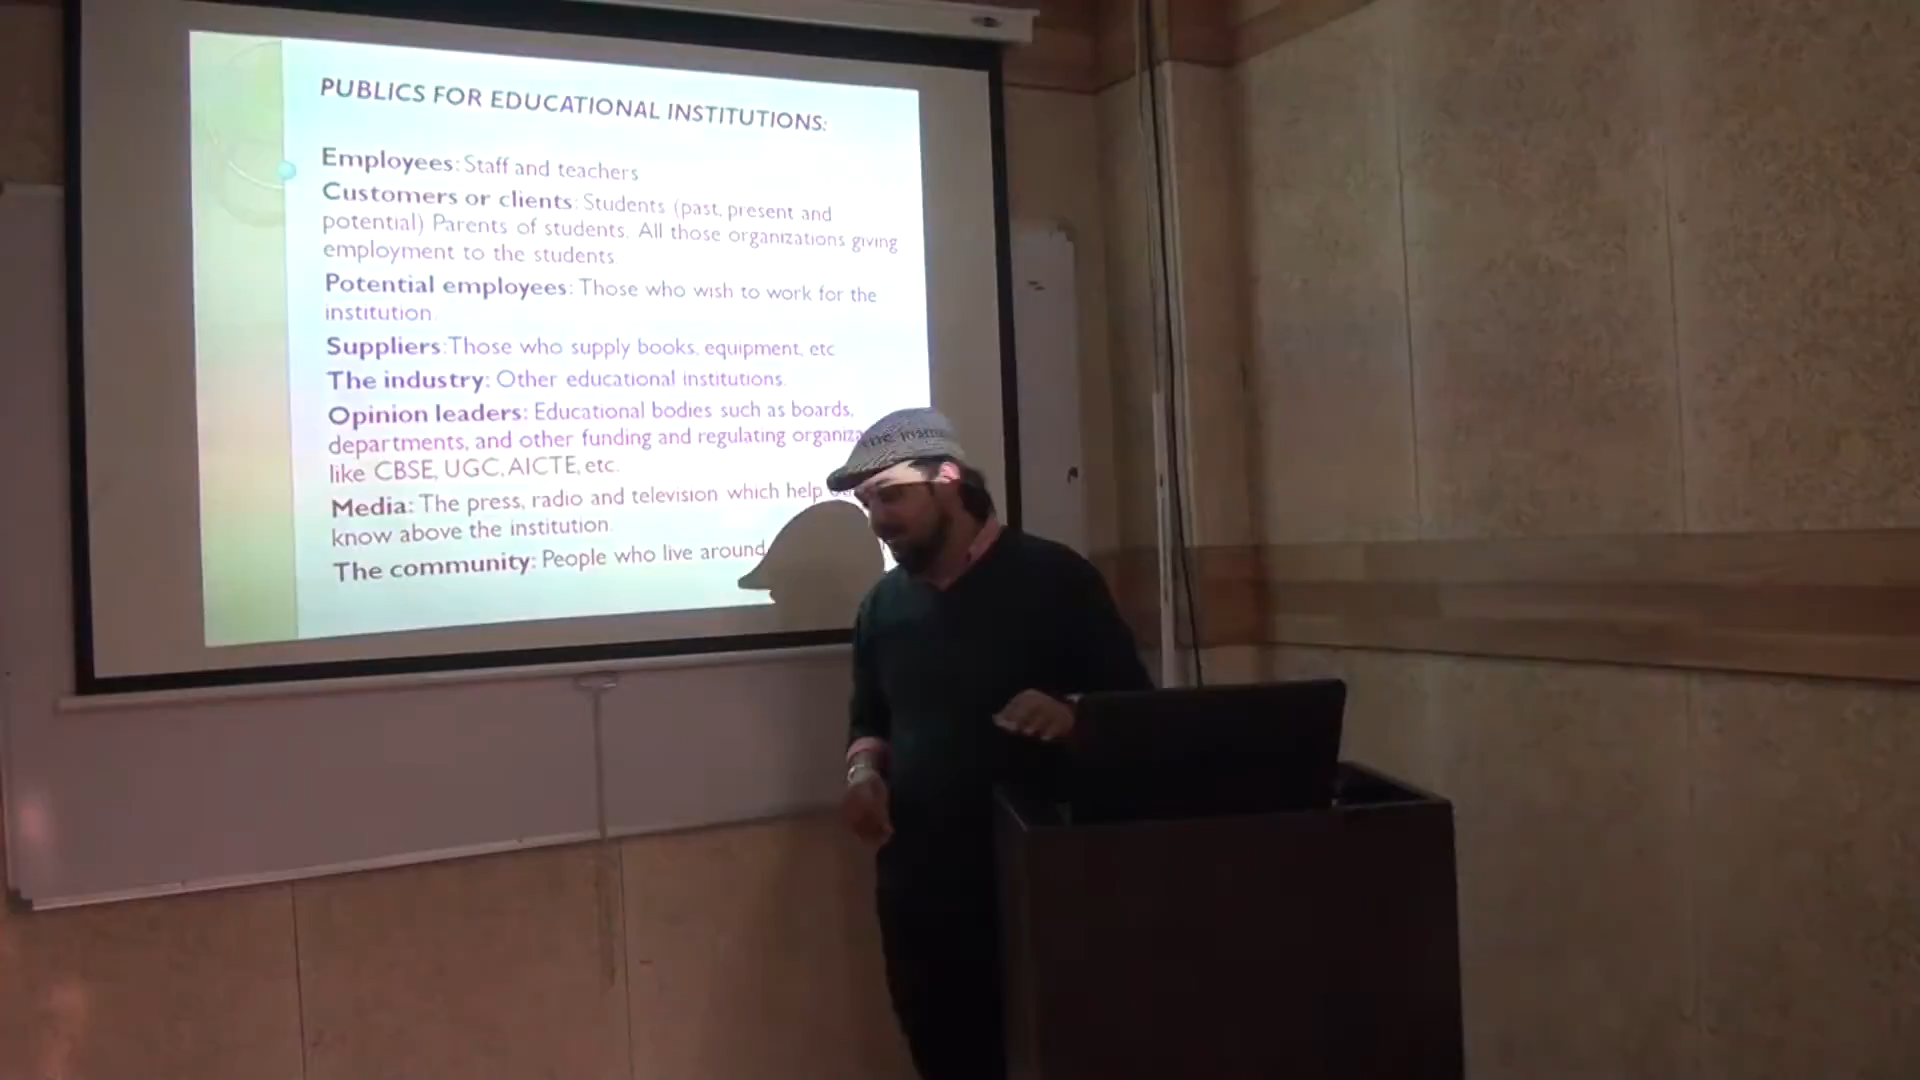 PUBLICS FOR EDUCATIONAL INSTITUTIONS:
Employees: Staff and teachers
Customers or clients: Students (past, present and
potential) Parents of students. All those organizations giving
employment to the students.
Potential employees: Those who wish to work for the
institution.
Suppliers: Those who supply books, equipment, etc
The industry: Other educational institutions.
Opinion leaders: Educational bodies such as boards,
departments, and other funding and regulating
like CBSE, UGC, AICTE, etc.
Media: The press, radio and television which help
know above the institution.
The community: People who live around